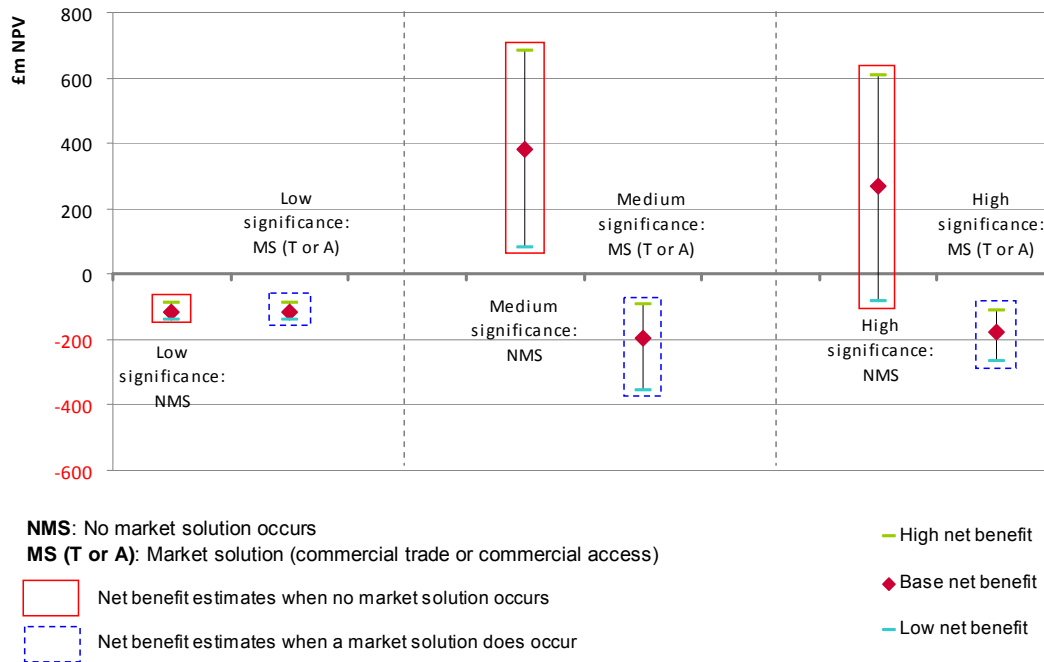 £m NPV
800
600
400
200
0
-200
-400
-600
Low
significance:
MS (T or A)
Medium
significance:
MS (T or A)
High
significance:
MS (T or A)
Low
significance:
NMS
Medium
significance:
NMS
High
significance:
NMS
NMS: No market solution occurs
MS (T or A): Market solution (commercial trade or commercial access)
Net benefit estimates when no market solution occurs
Net benefit estimates when a market solution does occur
High net benefit
Base net benefit
Low net benefit